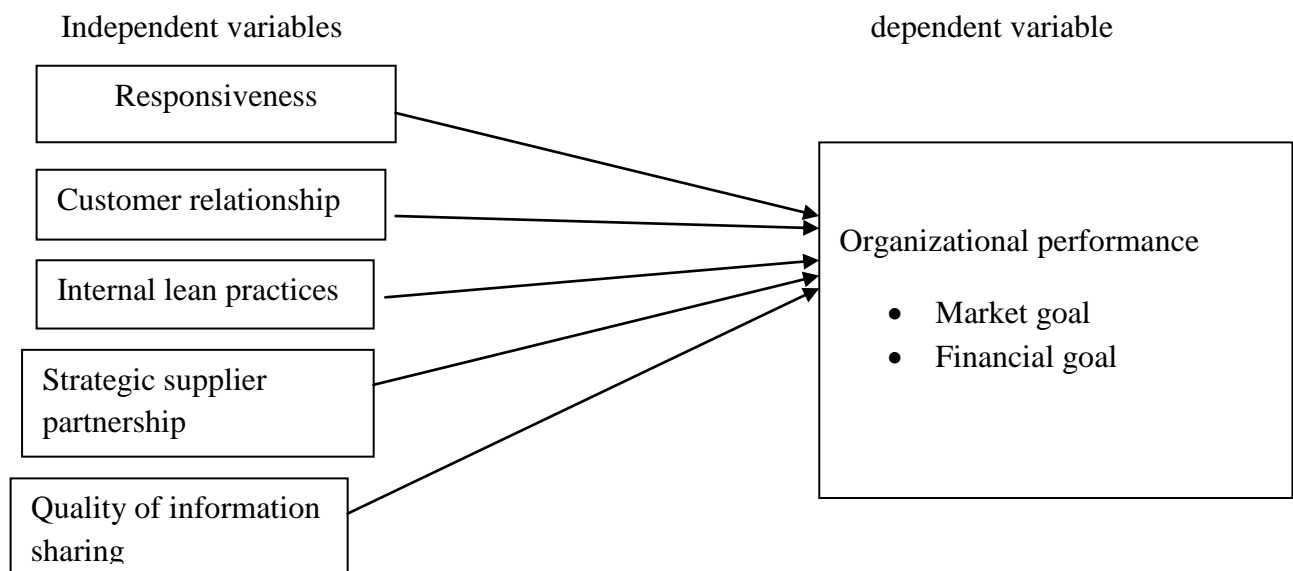 Independent variables
dependent variable
Responsiveness
Customer relationship
Internal lean practices
Strategic supplier
partnership
Quality of information
sharing
Organizational performance
• Market goal
• Financial goal